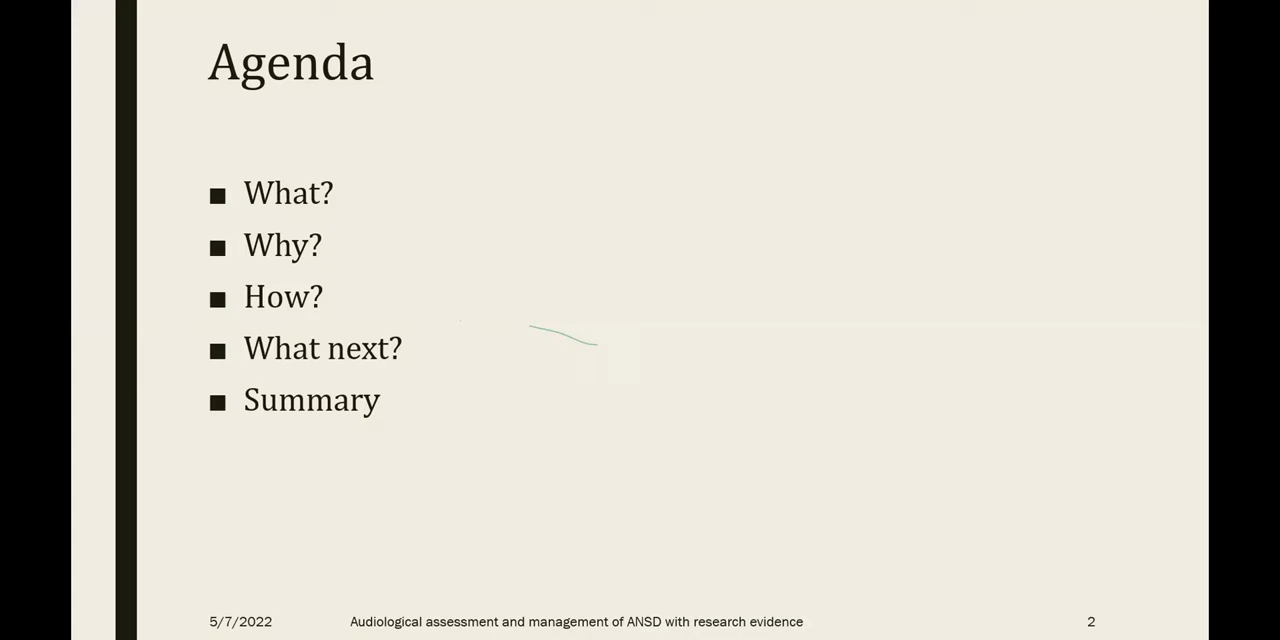 Agenda
■ What?
■ Why?
■ How?
■ What next?
■ Summary
5/7/2022 Audiological assessment and management of ANSD with research evidence 2